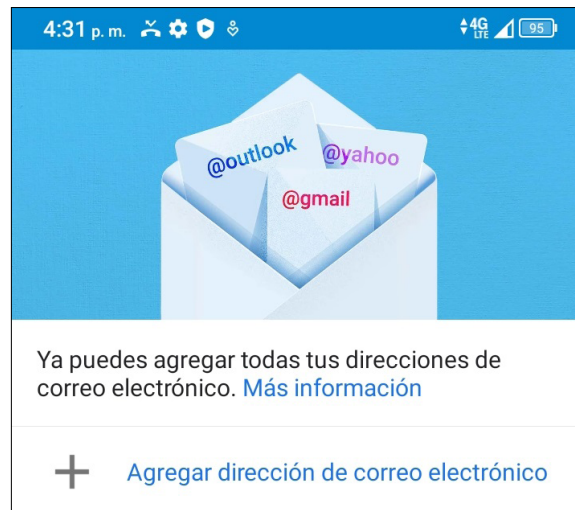 4:31 p. m. 4G LTE 95
@outlook
@yahoo
@gmail
Ya puedes agregar todas tus direcciones de
correo electrónico. Más información
Agregar dirección de correo electrónico